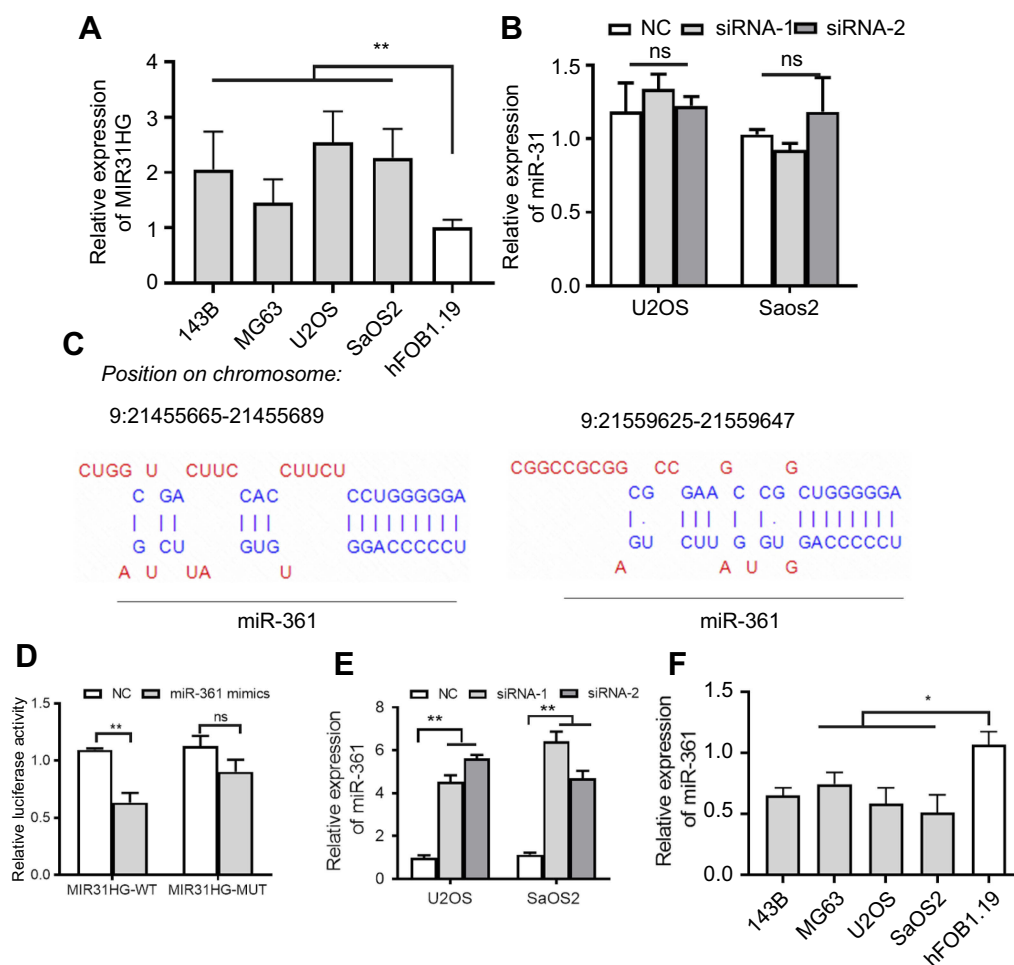 A
Relative expression
of MIR31HG
4
3
2
1
0
**
143B
MG63
U2OS
SaOS2
hFOB1.19
B
NC siRNA-1 siRNA-2
Relative expression
of miR-31
1.5
1.0
0.5
0.0
ns
ns
U2OS
Saos2
C
Position on chromosome:
9:21455665-21455689
CUGG U CUUC CUUCU
C GA CAC CCUGGGGGA
G CU GUG GGACCCCCU
A U UA U
miR-361
9:21559625-21559647
CGGCCGCGG CC G G
CG GAA C CG CUGGGGGA
GU CUU G GU GACCCCCU
A A U G
miR-361
D
NC miR-361 mimics
Relative luciferase activity
1.5
1.0
0.5
0.0
**
ns
MIR31HG-WT MIR31HG-MUT
E
NC siRNA-1 siRNA-2
Relative expression
of miR-361
8
6
4
2
0
**
**
U2OS
SaOS2
F
Relative expression
of miR-361
1.5
1.0
0.5
0.0
*
143B
MG63
U2OS
SaOS2
hFOB1.19